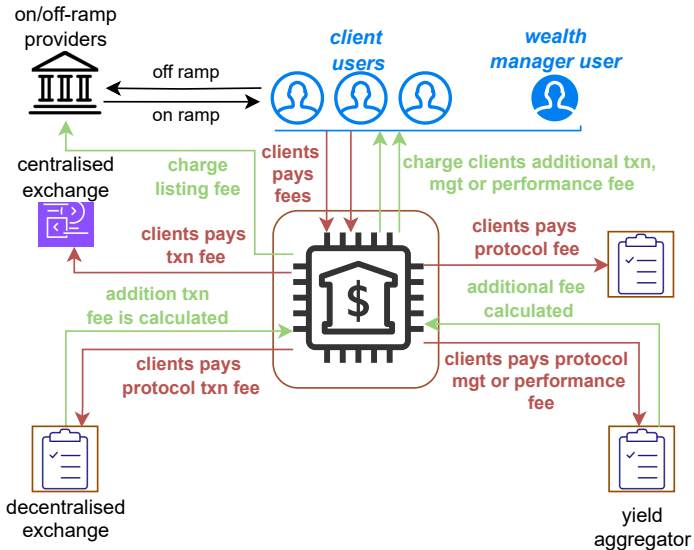 on/off-ramp
providers
client
users
wealth
manager user
off ramp
on ramp
centralised
exchange
charge
listing fee
clients
pays
fees
charge clients additional txn,
mgt or performance fee
clients pays
txn fee
clients pays
protocol fee
addition txn
fee is calculated
$
additional fee
calculated
clients pays
protocol txn fee
clients pays protocol
mgt or performance
fee
decentralised
exchange
yield
aggregator